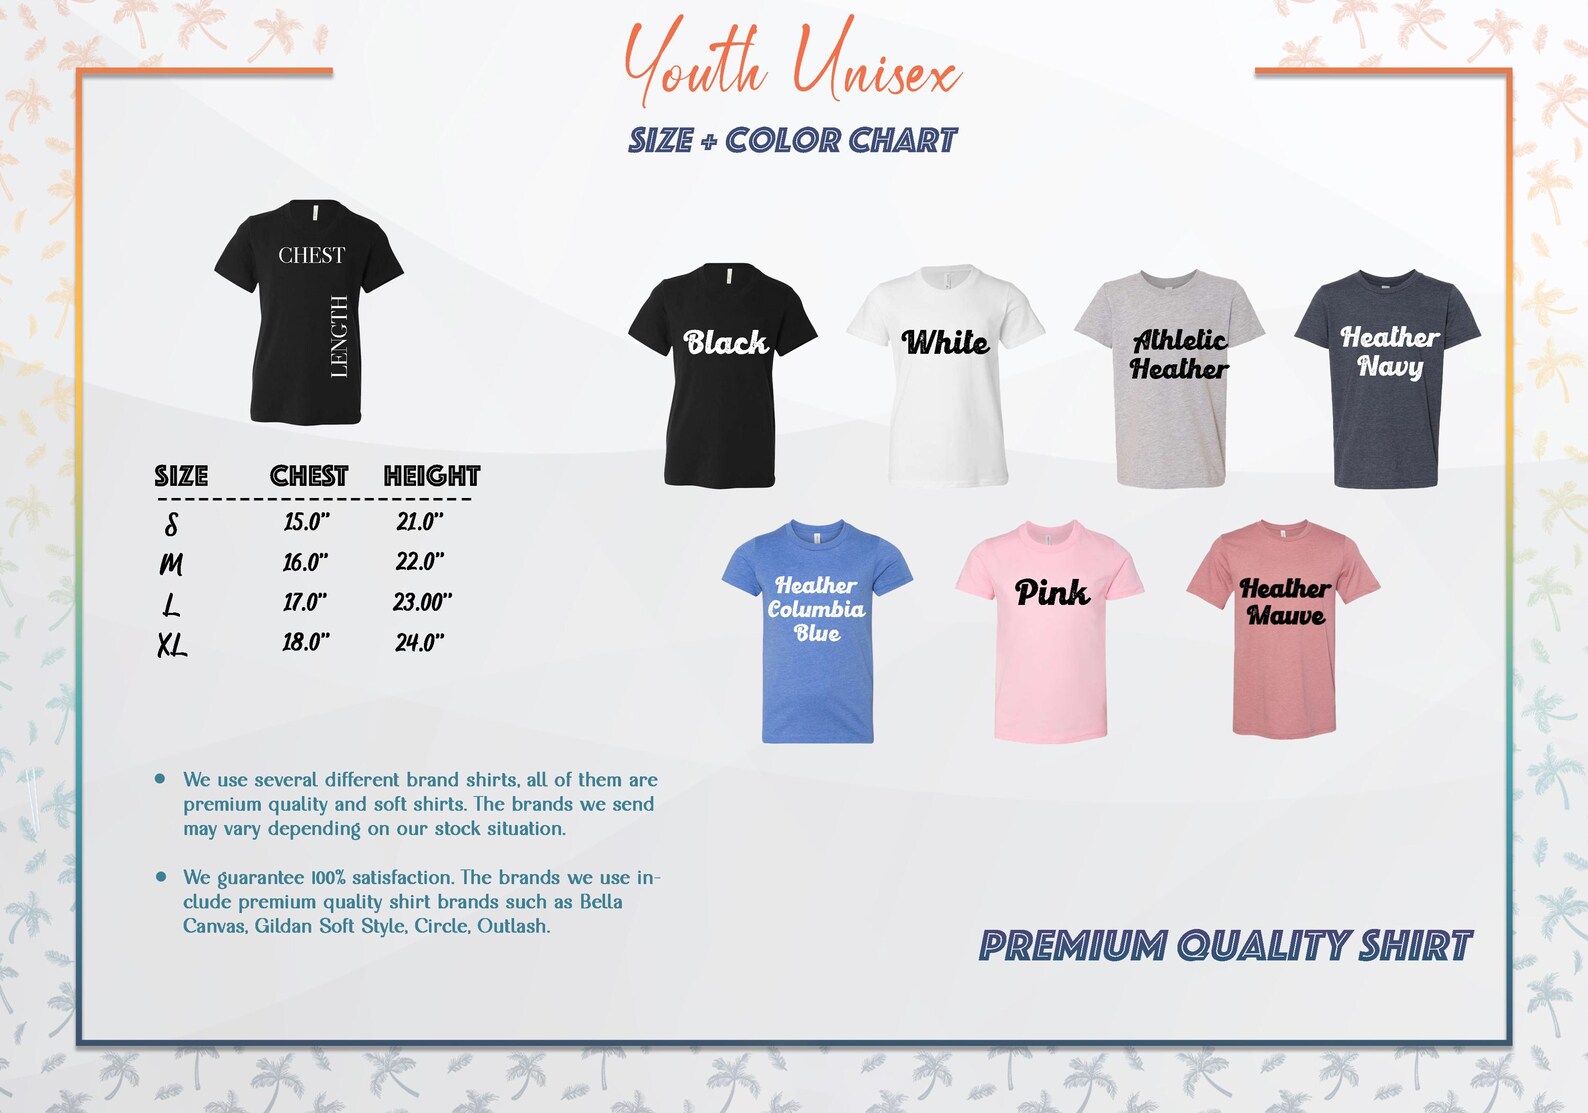 Youth Unisex
SIZE + COLOR CHART
CHEST
LENGTH
SIZE CHEST HEIGHT
S 15.0” 21.0”
M 16.0” 22.0”
L 17.0” 23.00”
XL 18.0” 24.0”
Black
White
Athletic
Heather
Heather
Navy
Heather
Columbia
Blue
Pink
Heather
Mauve
• We use several different brand shirts, all of them are
premium quality and soft shirts. The brands we send
may vary depending on our stock situation.
• We guarantee 100% satisfaction. The brands we use in-
clude premium quality shirt brands such as Bella
Canvas, Gildan Soft Style, Circle, Outlash.
PREMIUM QUALITY SHIRT